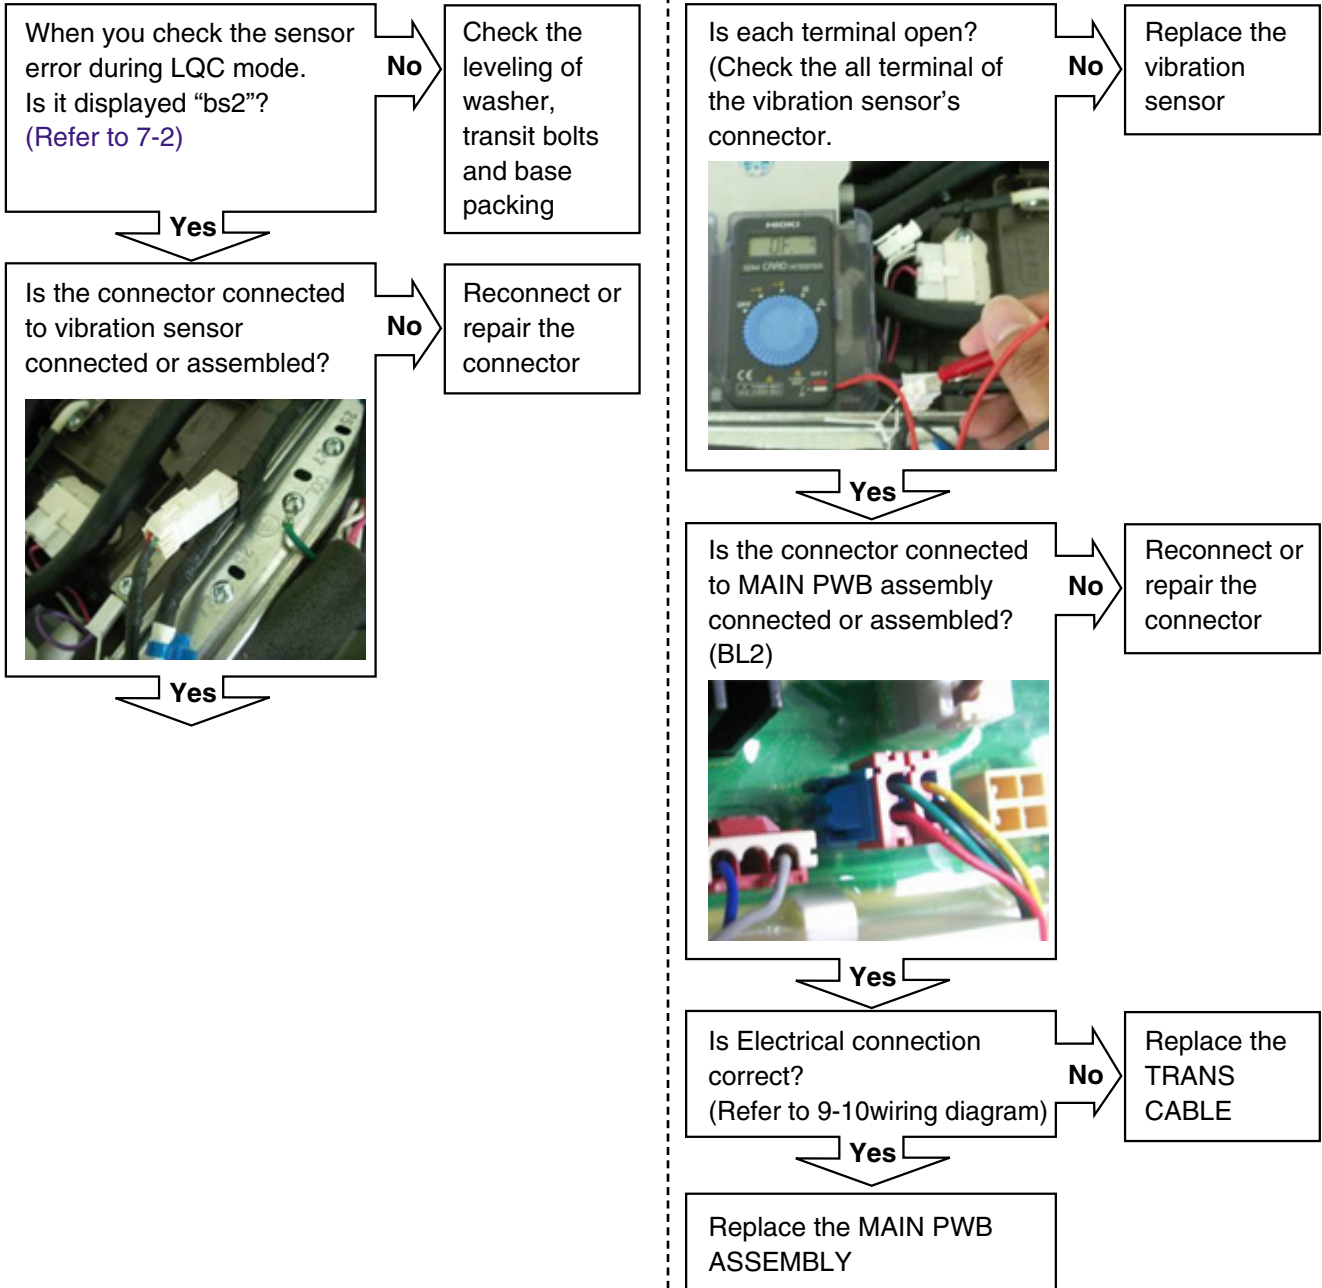 When you check the sensor
error during LQC mode.
Is it displayed “bs2”?
(Refer to 7-2)
No
Check the
leveling of
washer,
transit bolts
and base
packing
Yes
Is the connector connected
to vibration sensor
connected or assembled?
No
Reconnect or
repair the
connector
Yes
Is each terminal open?
(Check the all terminal of
the vibration sensor’s
connector.
No
Replace the
vibration
sensor
HIOKI
OFF
CE
Yes
Is the connector connected
to MAIN PWB assembly
connected or assembled?
(BL2)
No
Reconnect or
repair the
connector
Yes
Is Electrical connection
correct?
(Refer to 9-10wiring diagram)
No
Replace the
TRANS
CABLE
Yes
Replace the MAIN PWB
ASSEMBLY